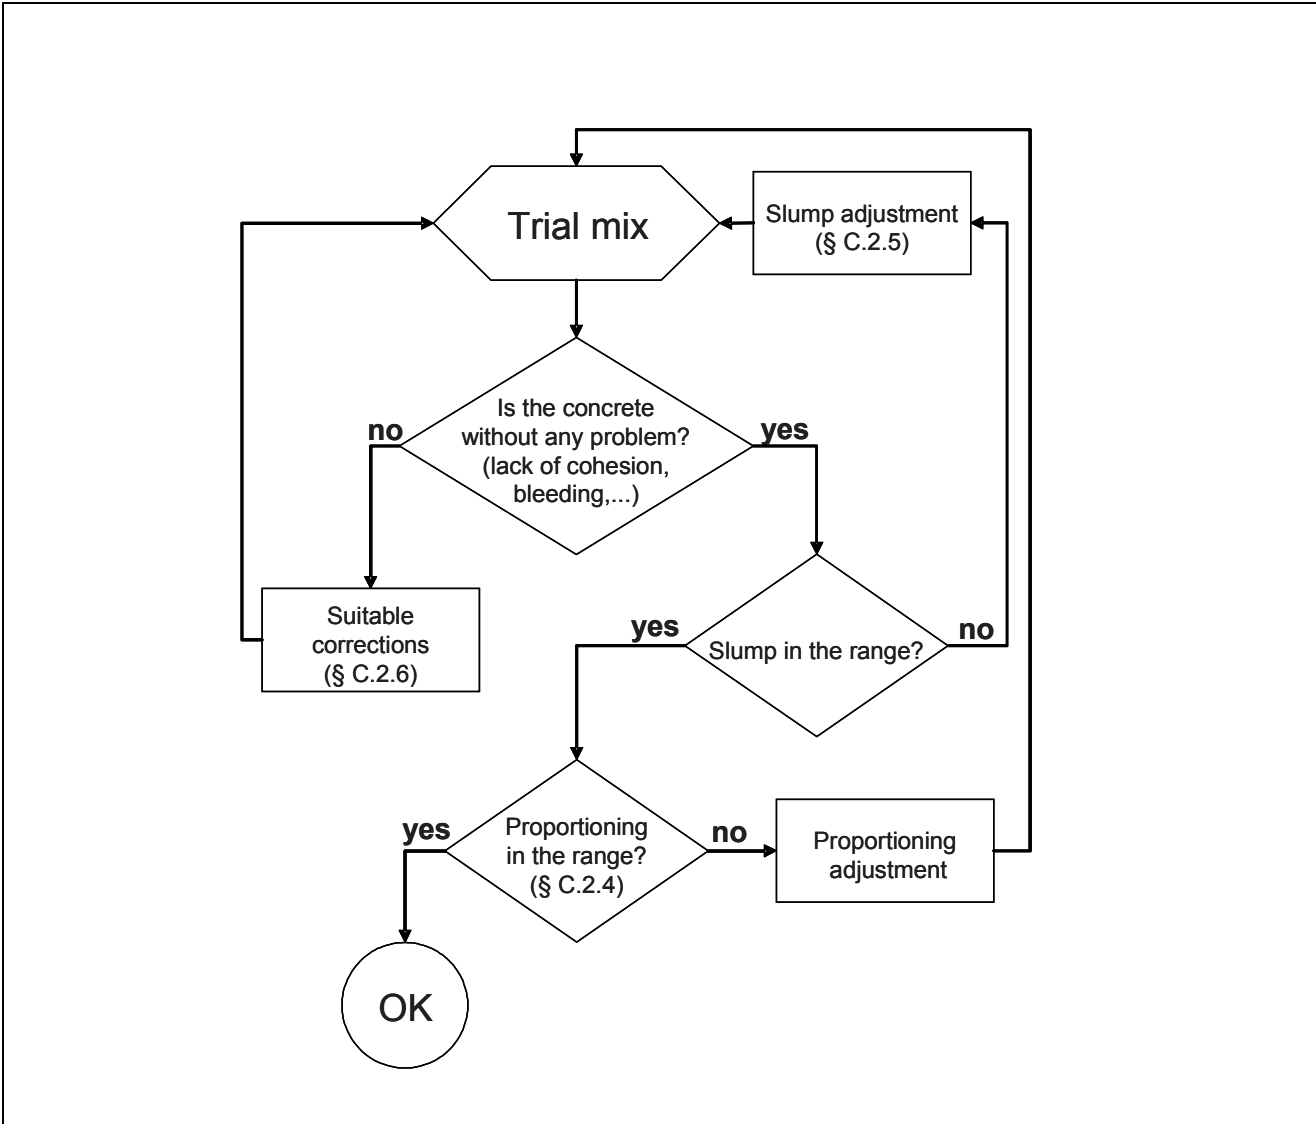 Trial mix
Slump adjustment
(§ C.2.5)
Is the concrete
without any problem?
(lack of cohesion,
bleeding,...)
no
yes
Suitable
corrections
(§ C.2.6)
yes
Slump in the range?
no
yes
Proportioning
in the range?
(§ C.2.4)
no
Proportioning
adjustment
OK